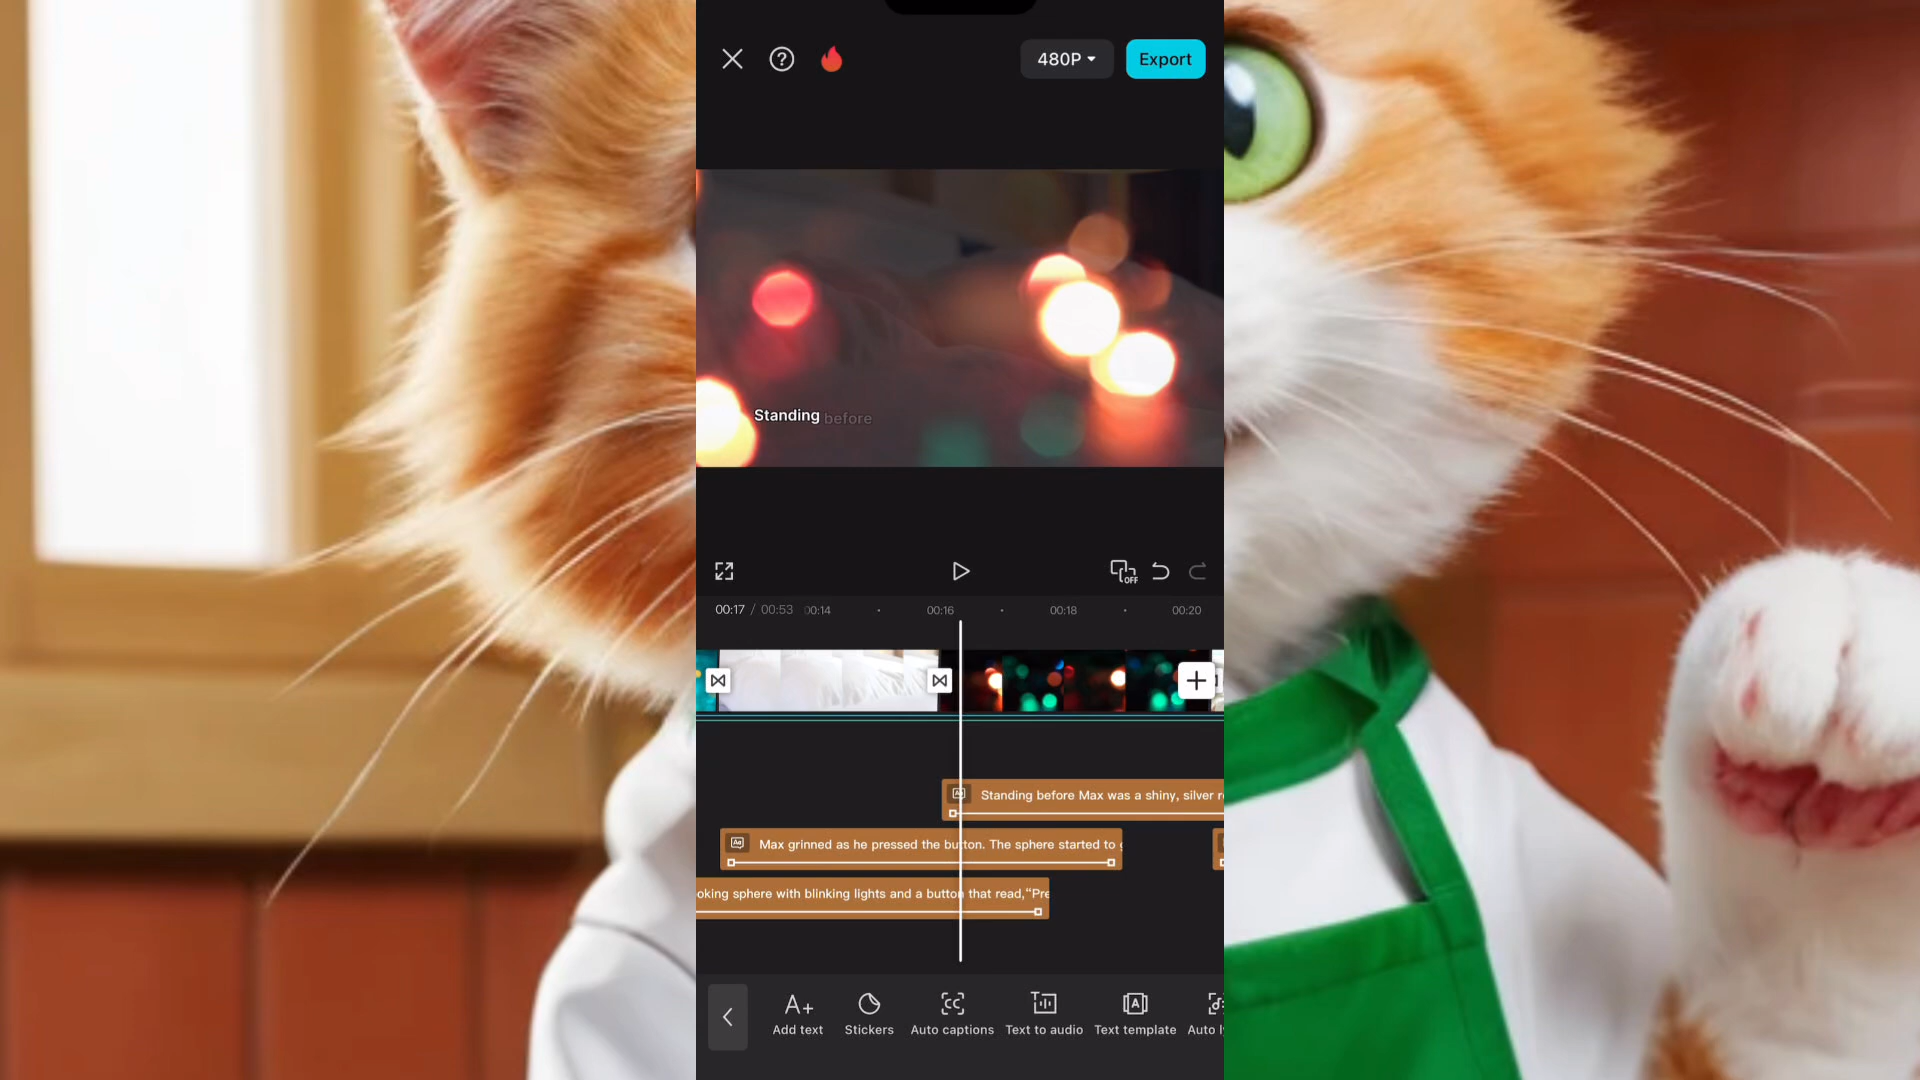 480P
Export
Standing before
OFF
00:17 / 00:53
00:14
00:16
00:18
00:20
Standing before Max was a shiny, silver
Max grinned as he pressed the button. The sphere started to
sphere with blinking lights and a button that read,“Pre
A+
Add text
Stickers
CC
Auto captions
Text to audio
Text template
Auto